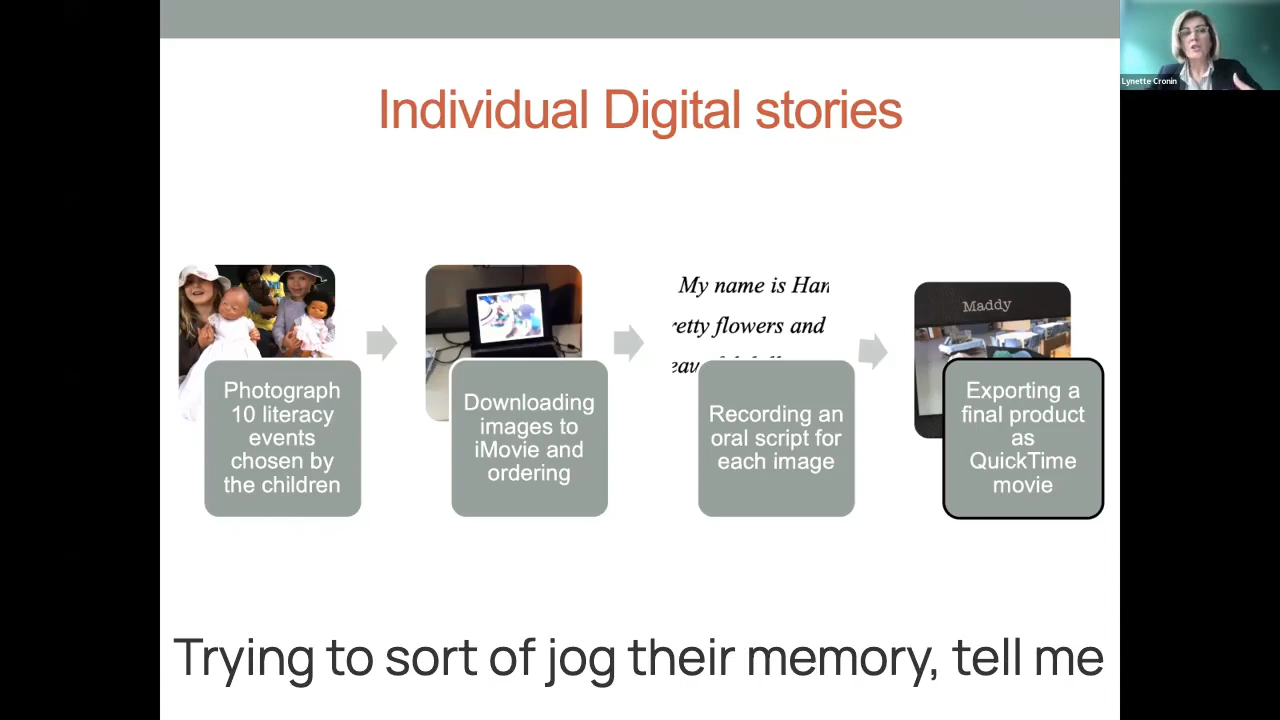 Lynette Cronin
Individual Digital stories
My name is Han
retty flowers and
Maddy
Photograph
10 literacy
events
chosen by
the children
Downloading
images to
iMovie and
ordering
Recording an
oral script for
each image
Exporting a
final product
as
QuickTime
movie
Trying to sort of jog their memory, tell me